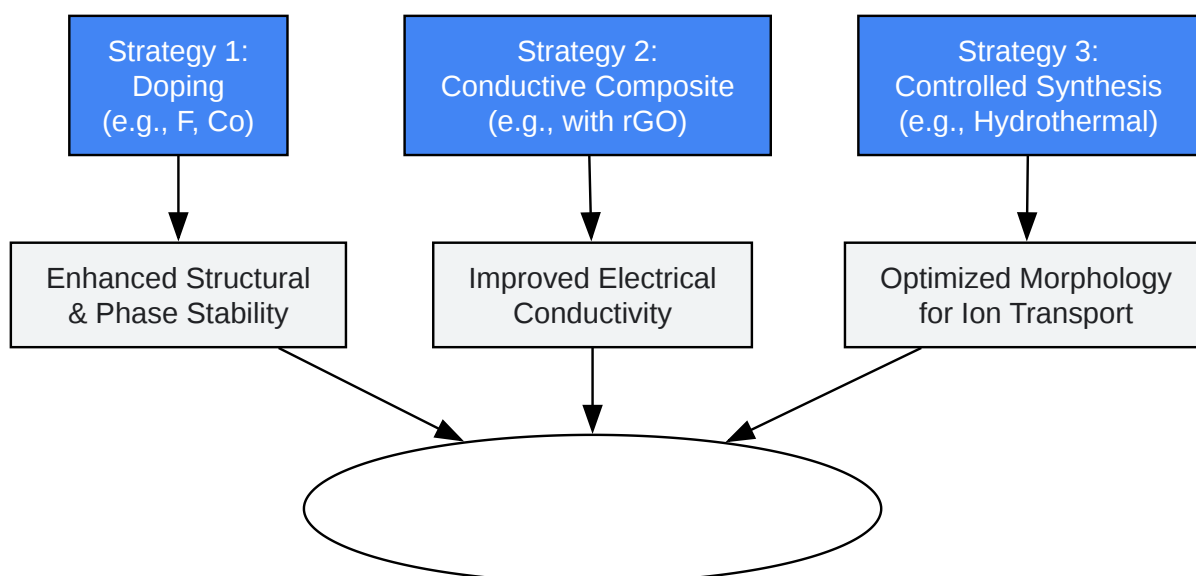 Strategy 1:
Doping
(e.g., F, Co)
Strategy 2:
Conductive Composite
(e.g., with rGO)
Strategy 3:
Controlled Synthesis
(e.g., Hydrothermal)
Enhanced Structural
& Phase Stability
Improved Electrical
Conductivity
Optimized Morphology
for Ion Transport